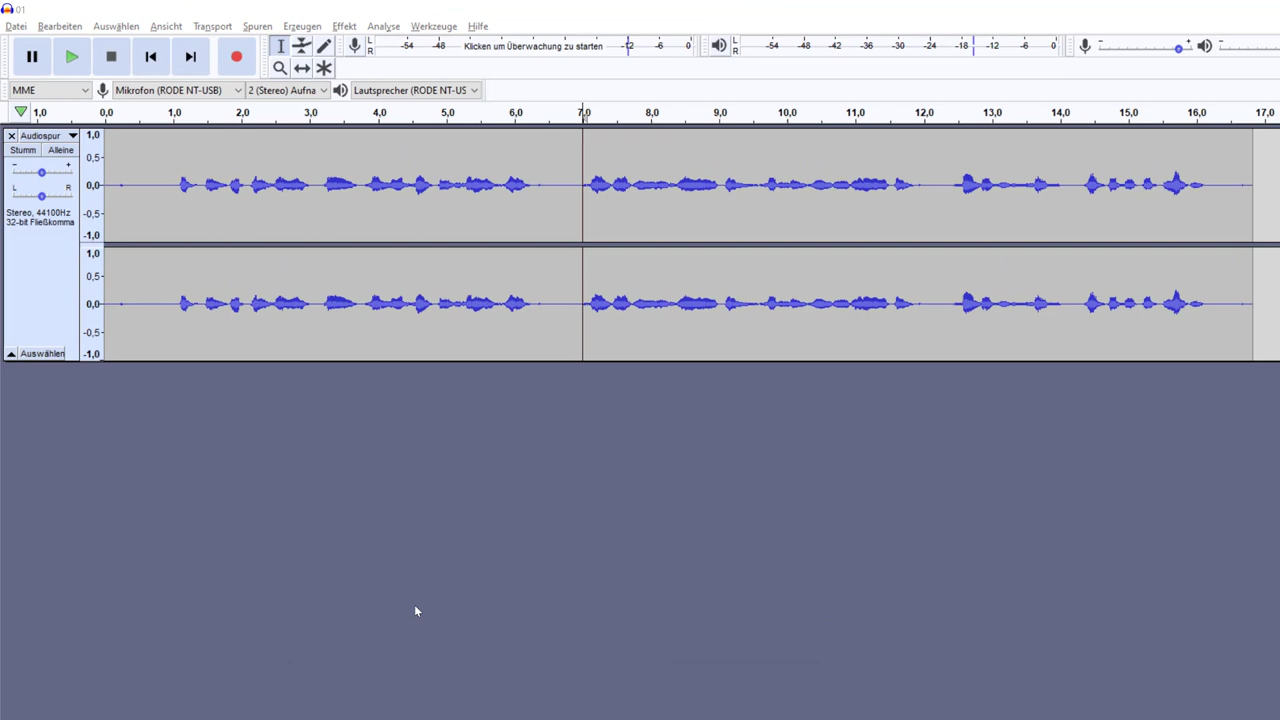 01
Datei Bearbeiten Auswählen Ansicht Transport Spuren Erzeugen Effekt Analyse Werkzeuge Hilfe
L -54 -48 Klicken um Überwachung zu starten -12 -6 0 L -54 -48 -42 -36 -30 -24 -18 -12 -6 0 - +  -
R R
MME Mikrofon (RODE NT-USB) 2 (Stereo) Aufna Lautsprecher (RODE NT-US
1,0 0,0 1,0 2,0 3,0 4,0 5,0 6,0 7,0 8,0 9,0 10,0 11,0 12,0 13,0 14,0 15,0 16,0 17,0
Audiospur 1,0
Stumm Alleine 0,5
- + 0,0
L R
Stereo, 44100Hz -0,5
32-bit Fließkomma
-1,0
1,0
0,5
0,0
-0,5
Auswählen -1,0